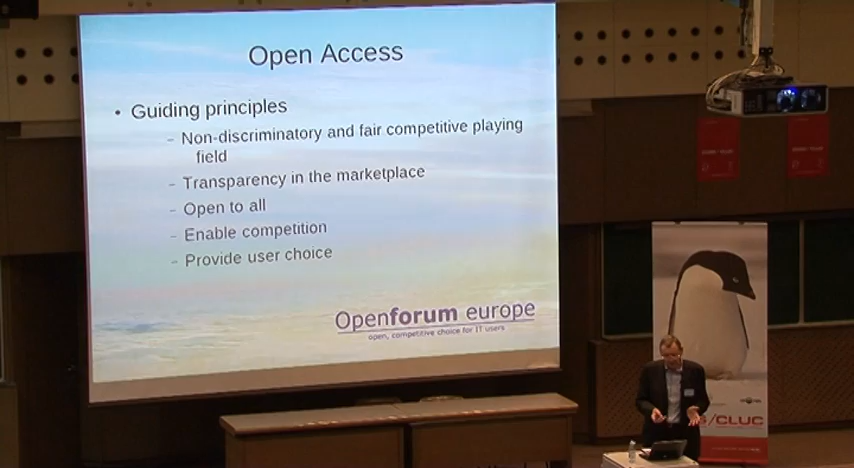 Open Access
• Guiding principles
– Non-discriminatory and fair competitive playing
field
– Transparency in the marketplace
– Open to all
– Enable competition
– Provide user choice
Openforum europe
open, competitive choice for IT users
/CLUC